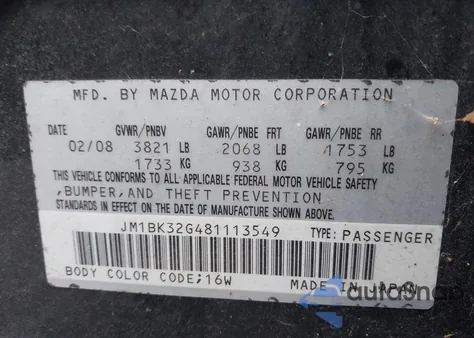 MFD. BY MAZDA MOTOR CORPORATION
GVWR/PNBV GAWR/PNBE FRT GAWR/PNBE RR
02/08 3821 LB 2068 LB 1753 LB
1733 KG 938 KG 795 KG
THIS VEHICLE CONFORMS TO ALL APPLICABLE FEDERAL MOTOR VEHICLE SAFETY
,BUMPER,AND THEFT PREVENTION
STANDARDS IN EFFECT ON THE DATE OF MANUFACTURE SHOWN ABOVE.
JM1BK32G481113549 TYPE:PASSENGER
BODY COLOR CODE;16W MADE IN JAPAN
autosnap